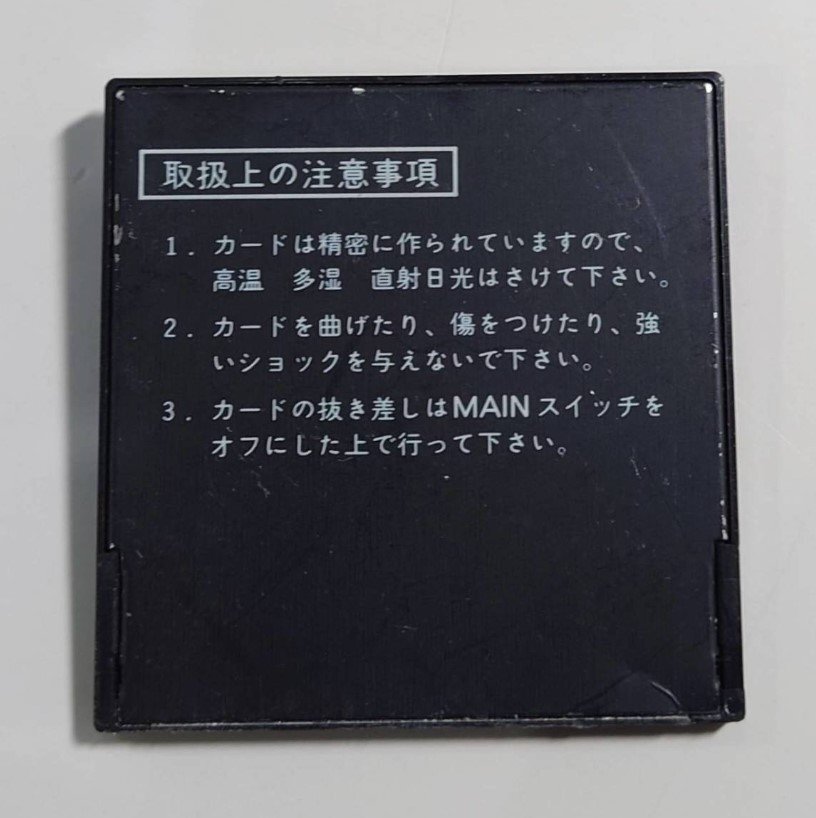 取扱上の注意事項
1. カードは精密に作られていますので、
高温　多湿　直射日光はさけて下さい。
2. カードを曲げたり、傷をつけたり、強
いショックを与えないで下さい。
3. カードの抜き差しはMAINスイッチを
オフにした上で行って下さい。